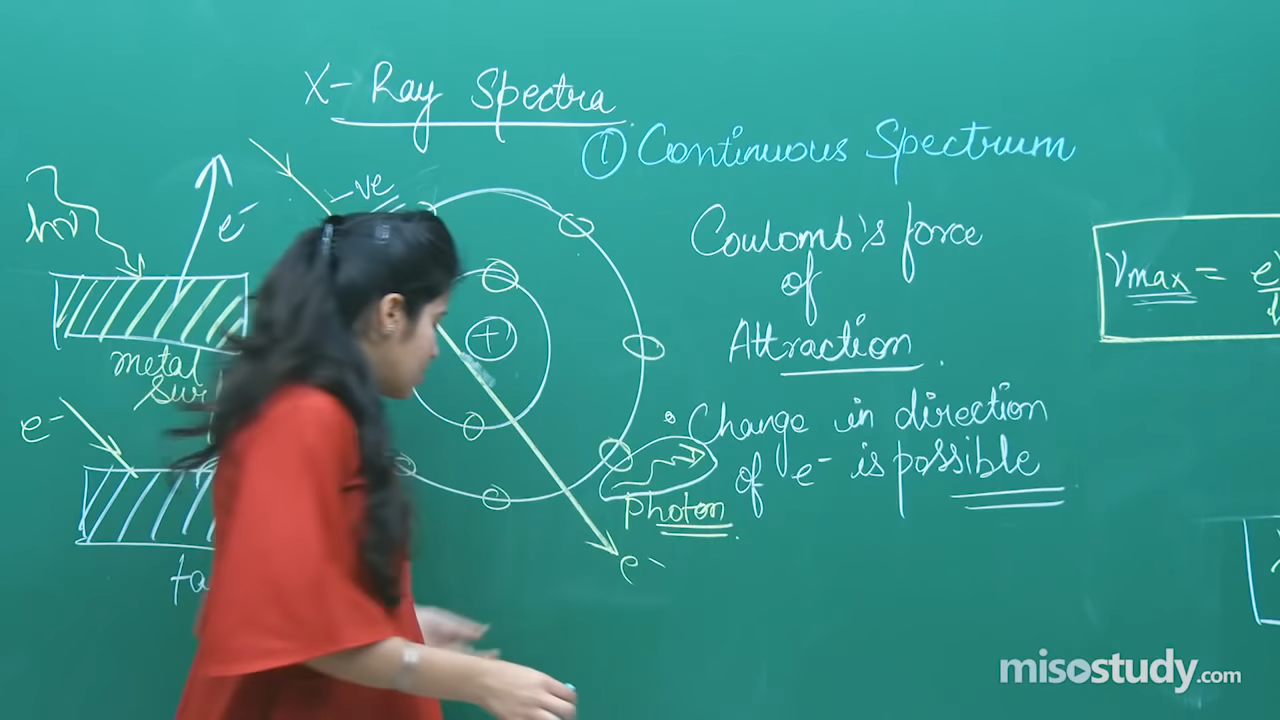 X-Ray Spectra
① Continuous Spectrum
hν
e⁻
-ve
metal
e⁻
+
Coulomb's force
of
Attraction
• Change in direction
of e⁻ is possible
Photon
e⁻
νmax =
misostudy.com